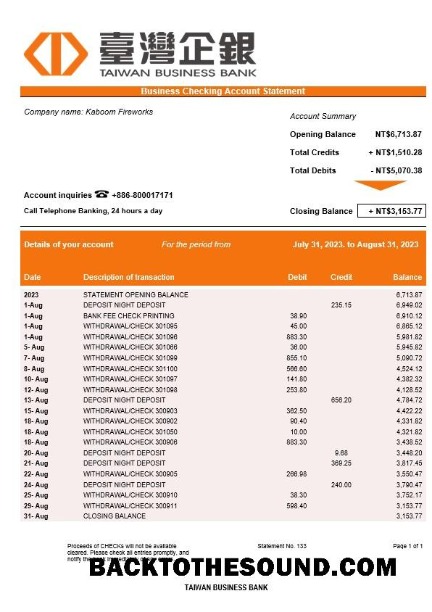 臺灣企銀
TAIWAN BUSINESS BANK
Business Checking Account Statement
Company name: Kaboom Fireworks
Account Summary
Opening Balance NT$6,713.87
Total Credits + NT$1,510.28
Total Debits - NT$5,070.38
Account inquiries ☎ +886-800017171
Call Telephone Banking, 24 hours a day
Closing Balance + NT$3,153.77
Details of your account For the period from July 31, 2023. to August 31, 2023
Date Description of transaction Debit Credit Balance
2023 STATEMENT OPENING BALANCE 6,713.87
1-Aug DEPOSIT NIGHT DEPOSIT 235.15 6,949.02
1-Aug BANK FEE CHECK PRINTING 38.90 6,910.12
1-Aug WITHDRAWAL/CHECK 301095 45.00 6,865.12
1-Aug WITHDRAWAL/CHECK 301096 883.30 5,981.82
5- Aug WITHDRAWAL/CHECK 301066 36.00 5,945.82
7- Aug WITHDRAWAL/CHECK 301099 855.10 5,090.72
8- Aug WITHDRAWAL/CHECK 301100 566.60 4,524.12
10- Aug WITHDRAWAL/CHECK 301097 141.80 4,382.32
12- Aug WITHDRAWAL/CHECK 301098 253.80 4,128.52
13- Aug DEPOSIT NIGHT DEPOSIT 656.20 4,784.72
15- Aug WITHDRAWAL/CHECK 300903 362.50 4,422.22
18- Aug WITHDRAWAL/CHECK 300902 90.40 4,331.82
18- Aug WITHDRAWAL/CHECK 301050 10.00 4,321.82
18- Aug WITHDRAWAL/CHECK 300906 883.30 3,438.52
20- Aug DEPOSIT NIGHT DEPOSIT 9.68 3,448.20
21- Aug DEPOSIT NIGHT DEPOSIT 369.25 3,817.45
22- Aug WITHDRAWAL/CHECK 300905 266.98 3,550.47
24- Aug DEPOSIT NIGHT DEPOSIT 240.00 3,790.47
25- Aug WITHDRAWAL/CHECK 300910 38.30 3,752.17
29- Aug WITHDRAWAL/CHECK 300911 598.40 3,153.77
31- Aug CLOSING BALANCE 3,153.77
Proceeds of CHECKs will not be available Statement No. 133 Page 1 of 1
cleared. Please check all entries promptly, and
BACKTOTHESOUND.COM
TAIWAN BUSINESS BANK